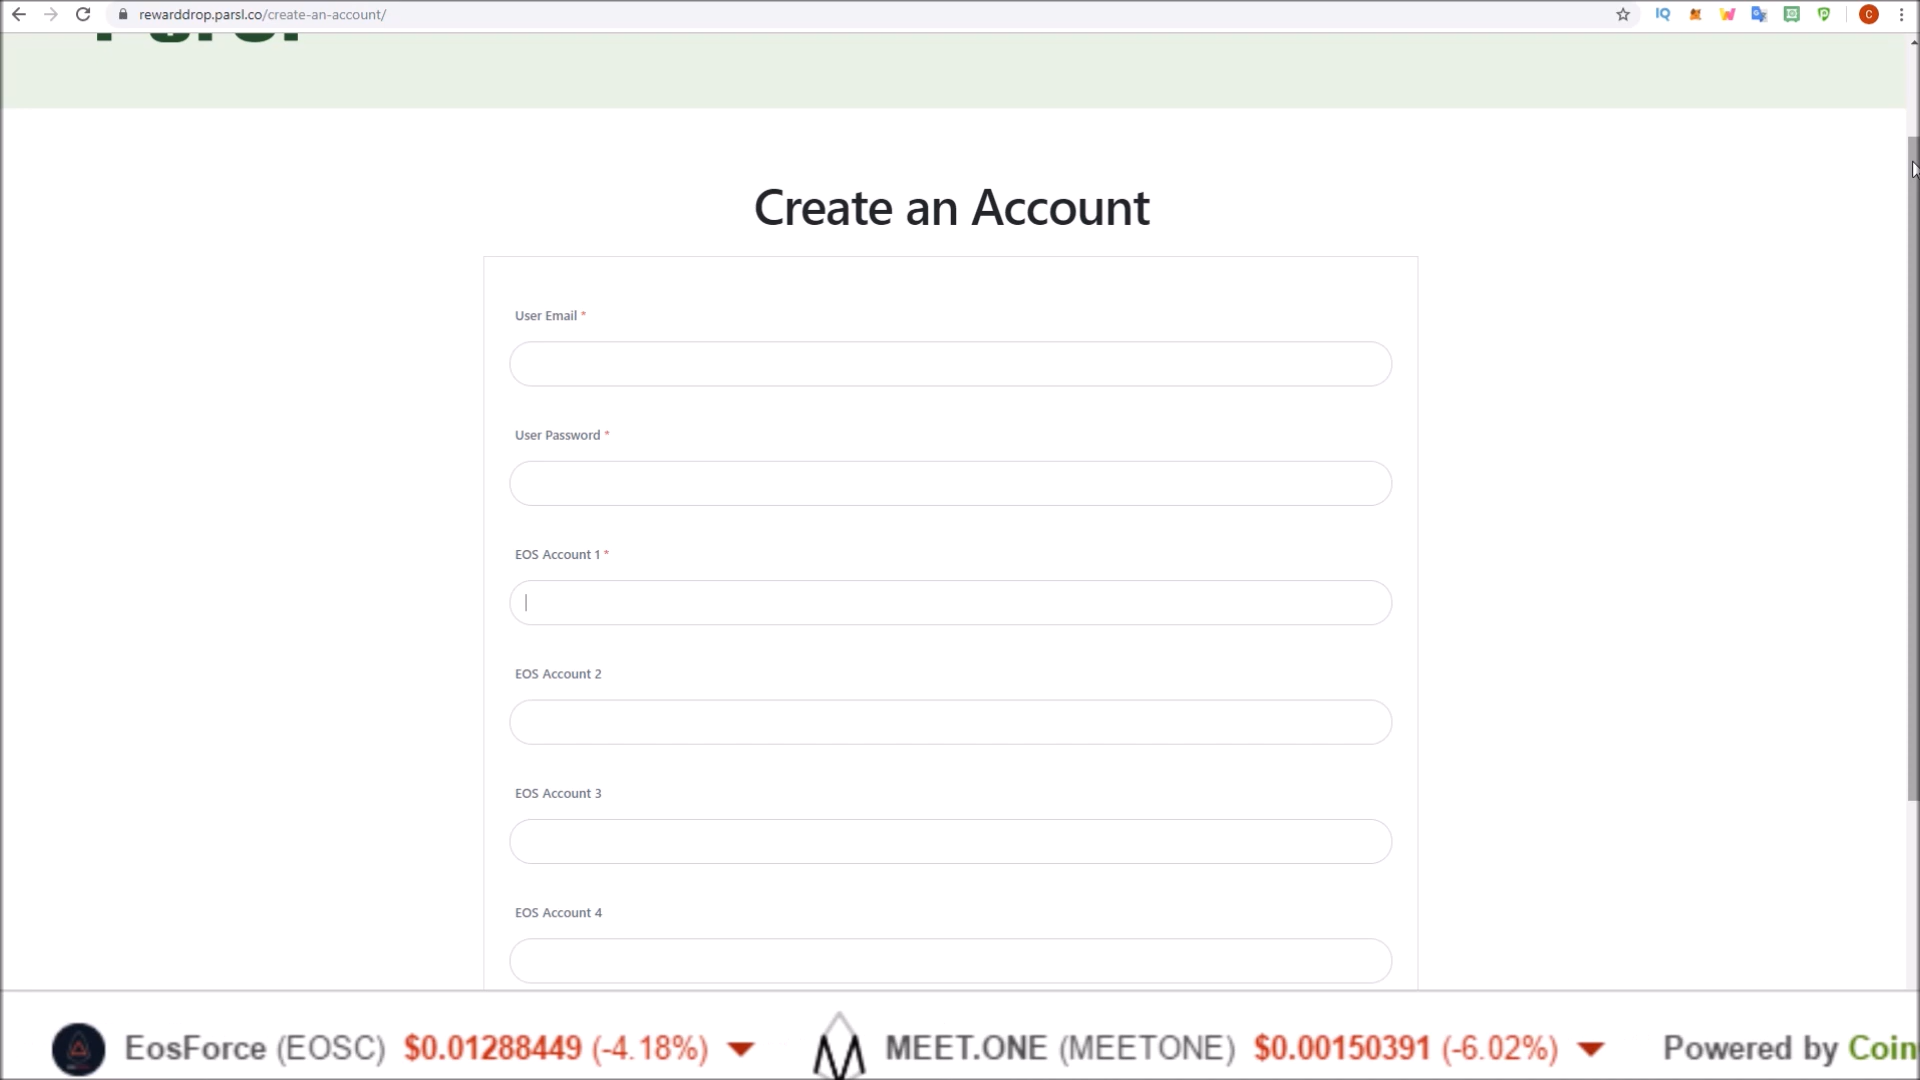 rewarddrop.parsl.co/create-an-account/
IQ
C
Create an Account
User Email *
User Password *
EOS Account 1 *
EOS Account 2
EOS Account 3
EOS Account 4
EosForce (EOSC) $0.01288449 (-4.18%) MEET.ONE (MEETONE) $0.00150391 (-6.02%) Powered by Coin